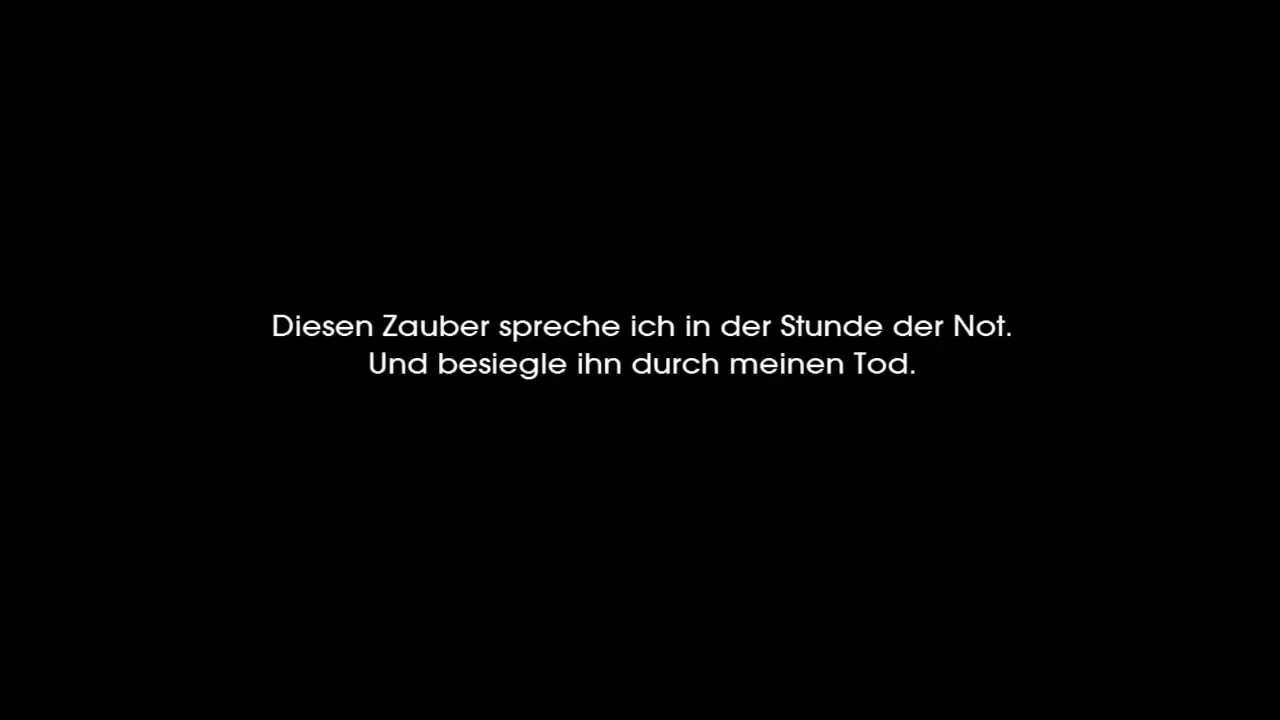 Diesen Zauber spreche ich in der Stunde der Not.
Und besiegle ihn durch meinen Tod.